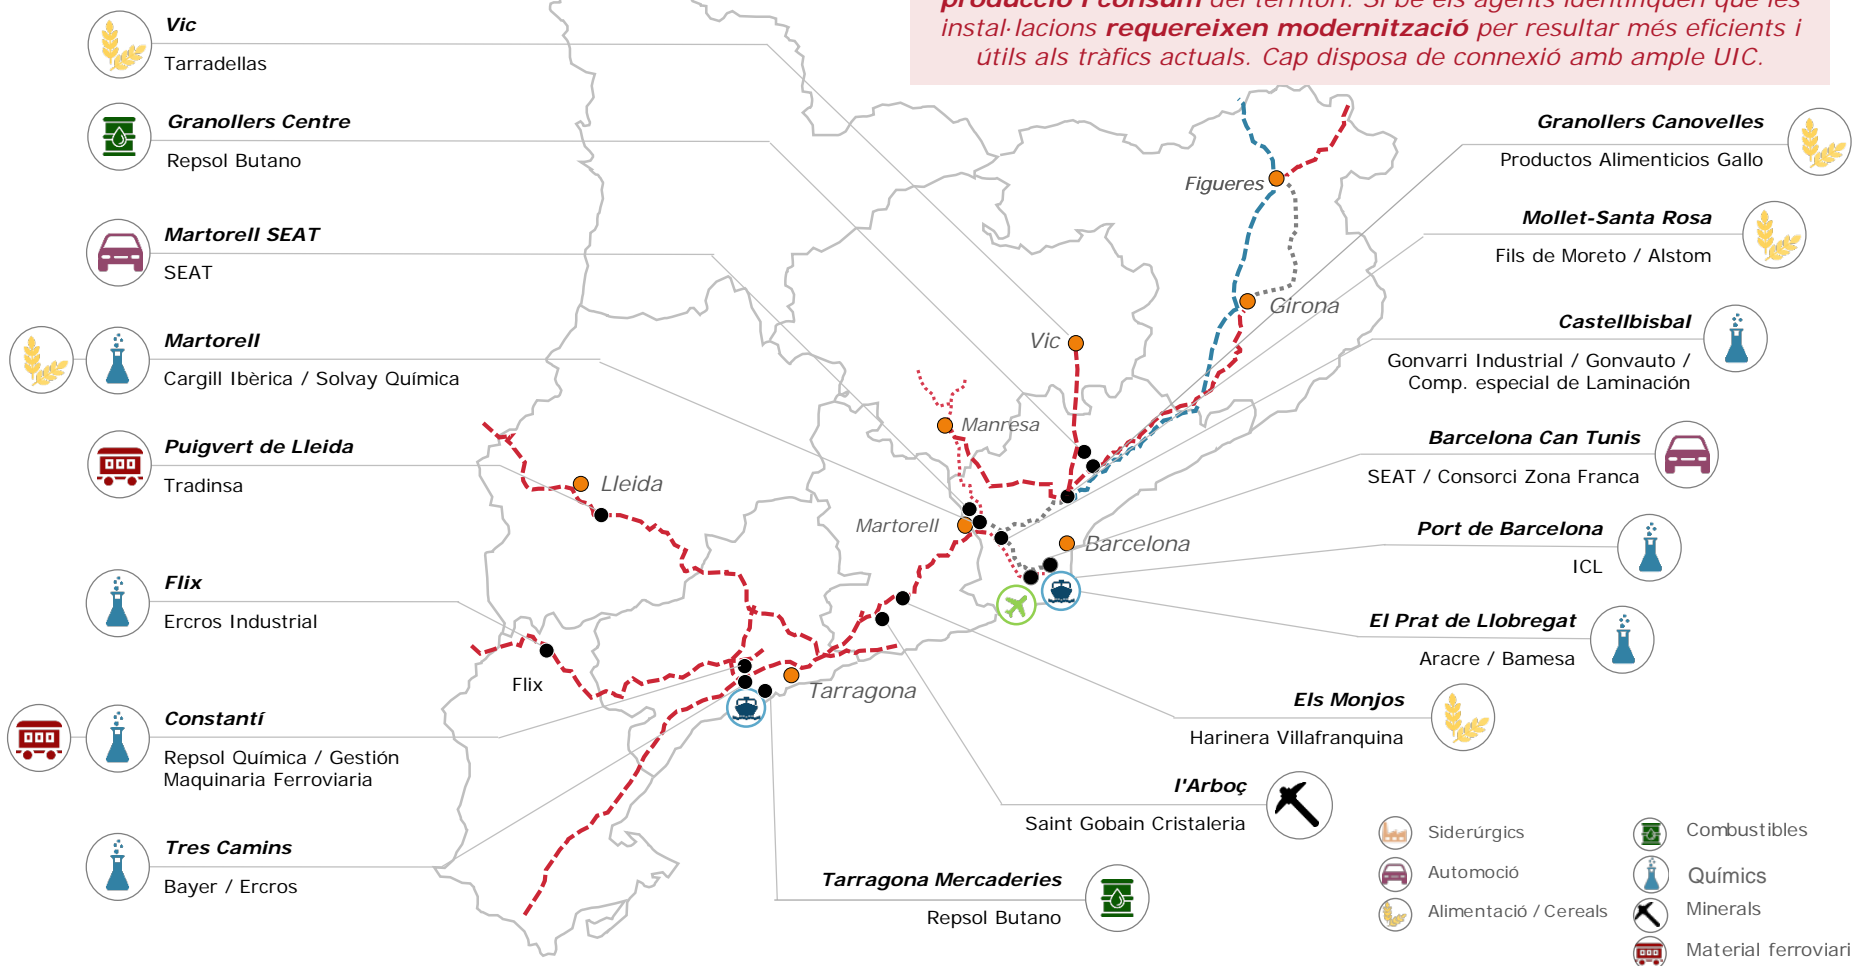 producció i consum del territori. Si bé els agents identifiquen que les
instal·lacions requereixen modernització per resultar més eficients i
útils als tràfics actuals. Cap disposa de connexió amb ample UIC.
Vic
Tarradellas
Granollers Centre
Repsol Butano
Martorell SEAT
SEAT
Martorell
Cargill Ibèrica / Solvay Química
Puigvert de Lleida
Tradinsa
Flix
Ercros Industrial
Constantí
Repsol Química / Gestión
Maquinaria Ferroviaria
Tres Camins
Bayer / Ercros
Figueres
Girona
Vic
Manresa
Lleida
Martorell
Barcelona
Flix
Tarragona
Granollers Canovelles
Productos Alimenticios Gallo
Mollet-Santa Rosa
Fils de Moreto / Alstom
Castellbisbal
Gonvarri Industrial / Gonvauto /
Comp. especial de Laminación
Barcelona Can Tunis
SEAT / Consorci Zona Franca
Port de Barcelona
ICL
El Prat de Llobregat
Aracre / Bamesa
Els Monjos
Harinera Villafranquina
l'Arboç
Saint Gobain Cristaleria
Tarragona Mercaderies
Repsol Butano
Siderúrgics
Automoció
Alimentació / Cereals
Combustibles
Químics
Minerals
Material ferroviari